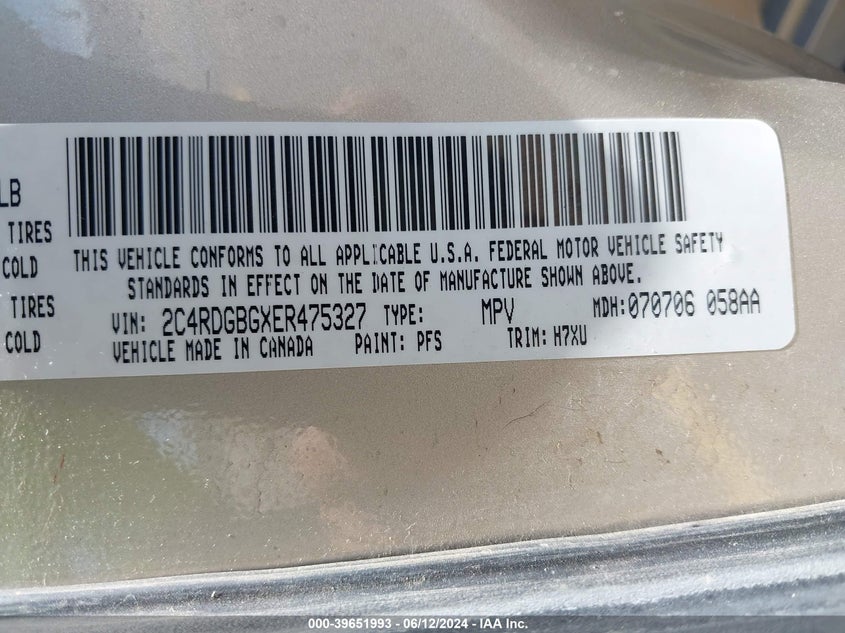 LB
TIRES
COLD
TIRES
COLD
THIS VEHICLE CONFORMS TO ALL APPLICABLE U.S.A. FEDERAL MOTOR VEHICLE SAFETY
STANDARDS IN EFFECT ON THE DATE OF MANUFACTURE SHOWN ABOVE.
VIN: 2C4RDGBGXER475327 TYPE: MPV MDH:070706 058AA
VEHICLE MADE IN CANADA PAINT: PFS TRIM: H7XU
000-39651993 - 06/12/2024 - IAA Inc.